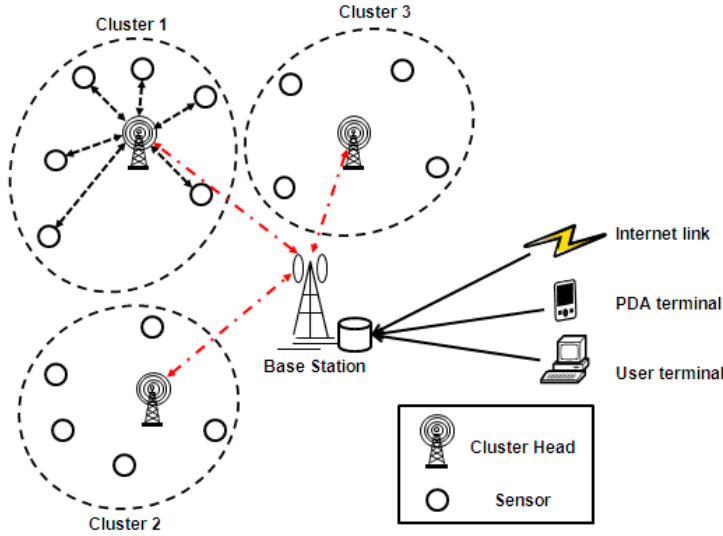 Cluster 1
Cluster 3
Internet link
PDA terminal
Base Station
User terminal
Cluster Head
Sensor
Cluster 2